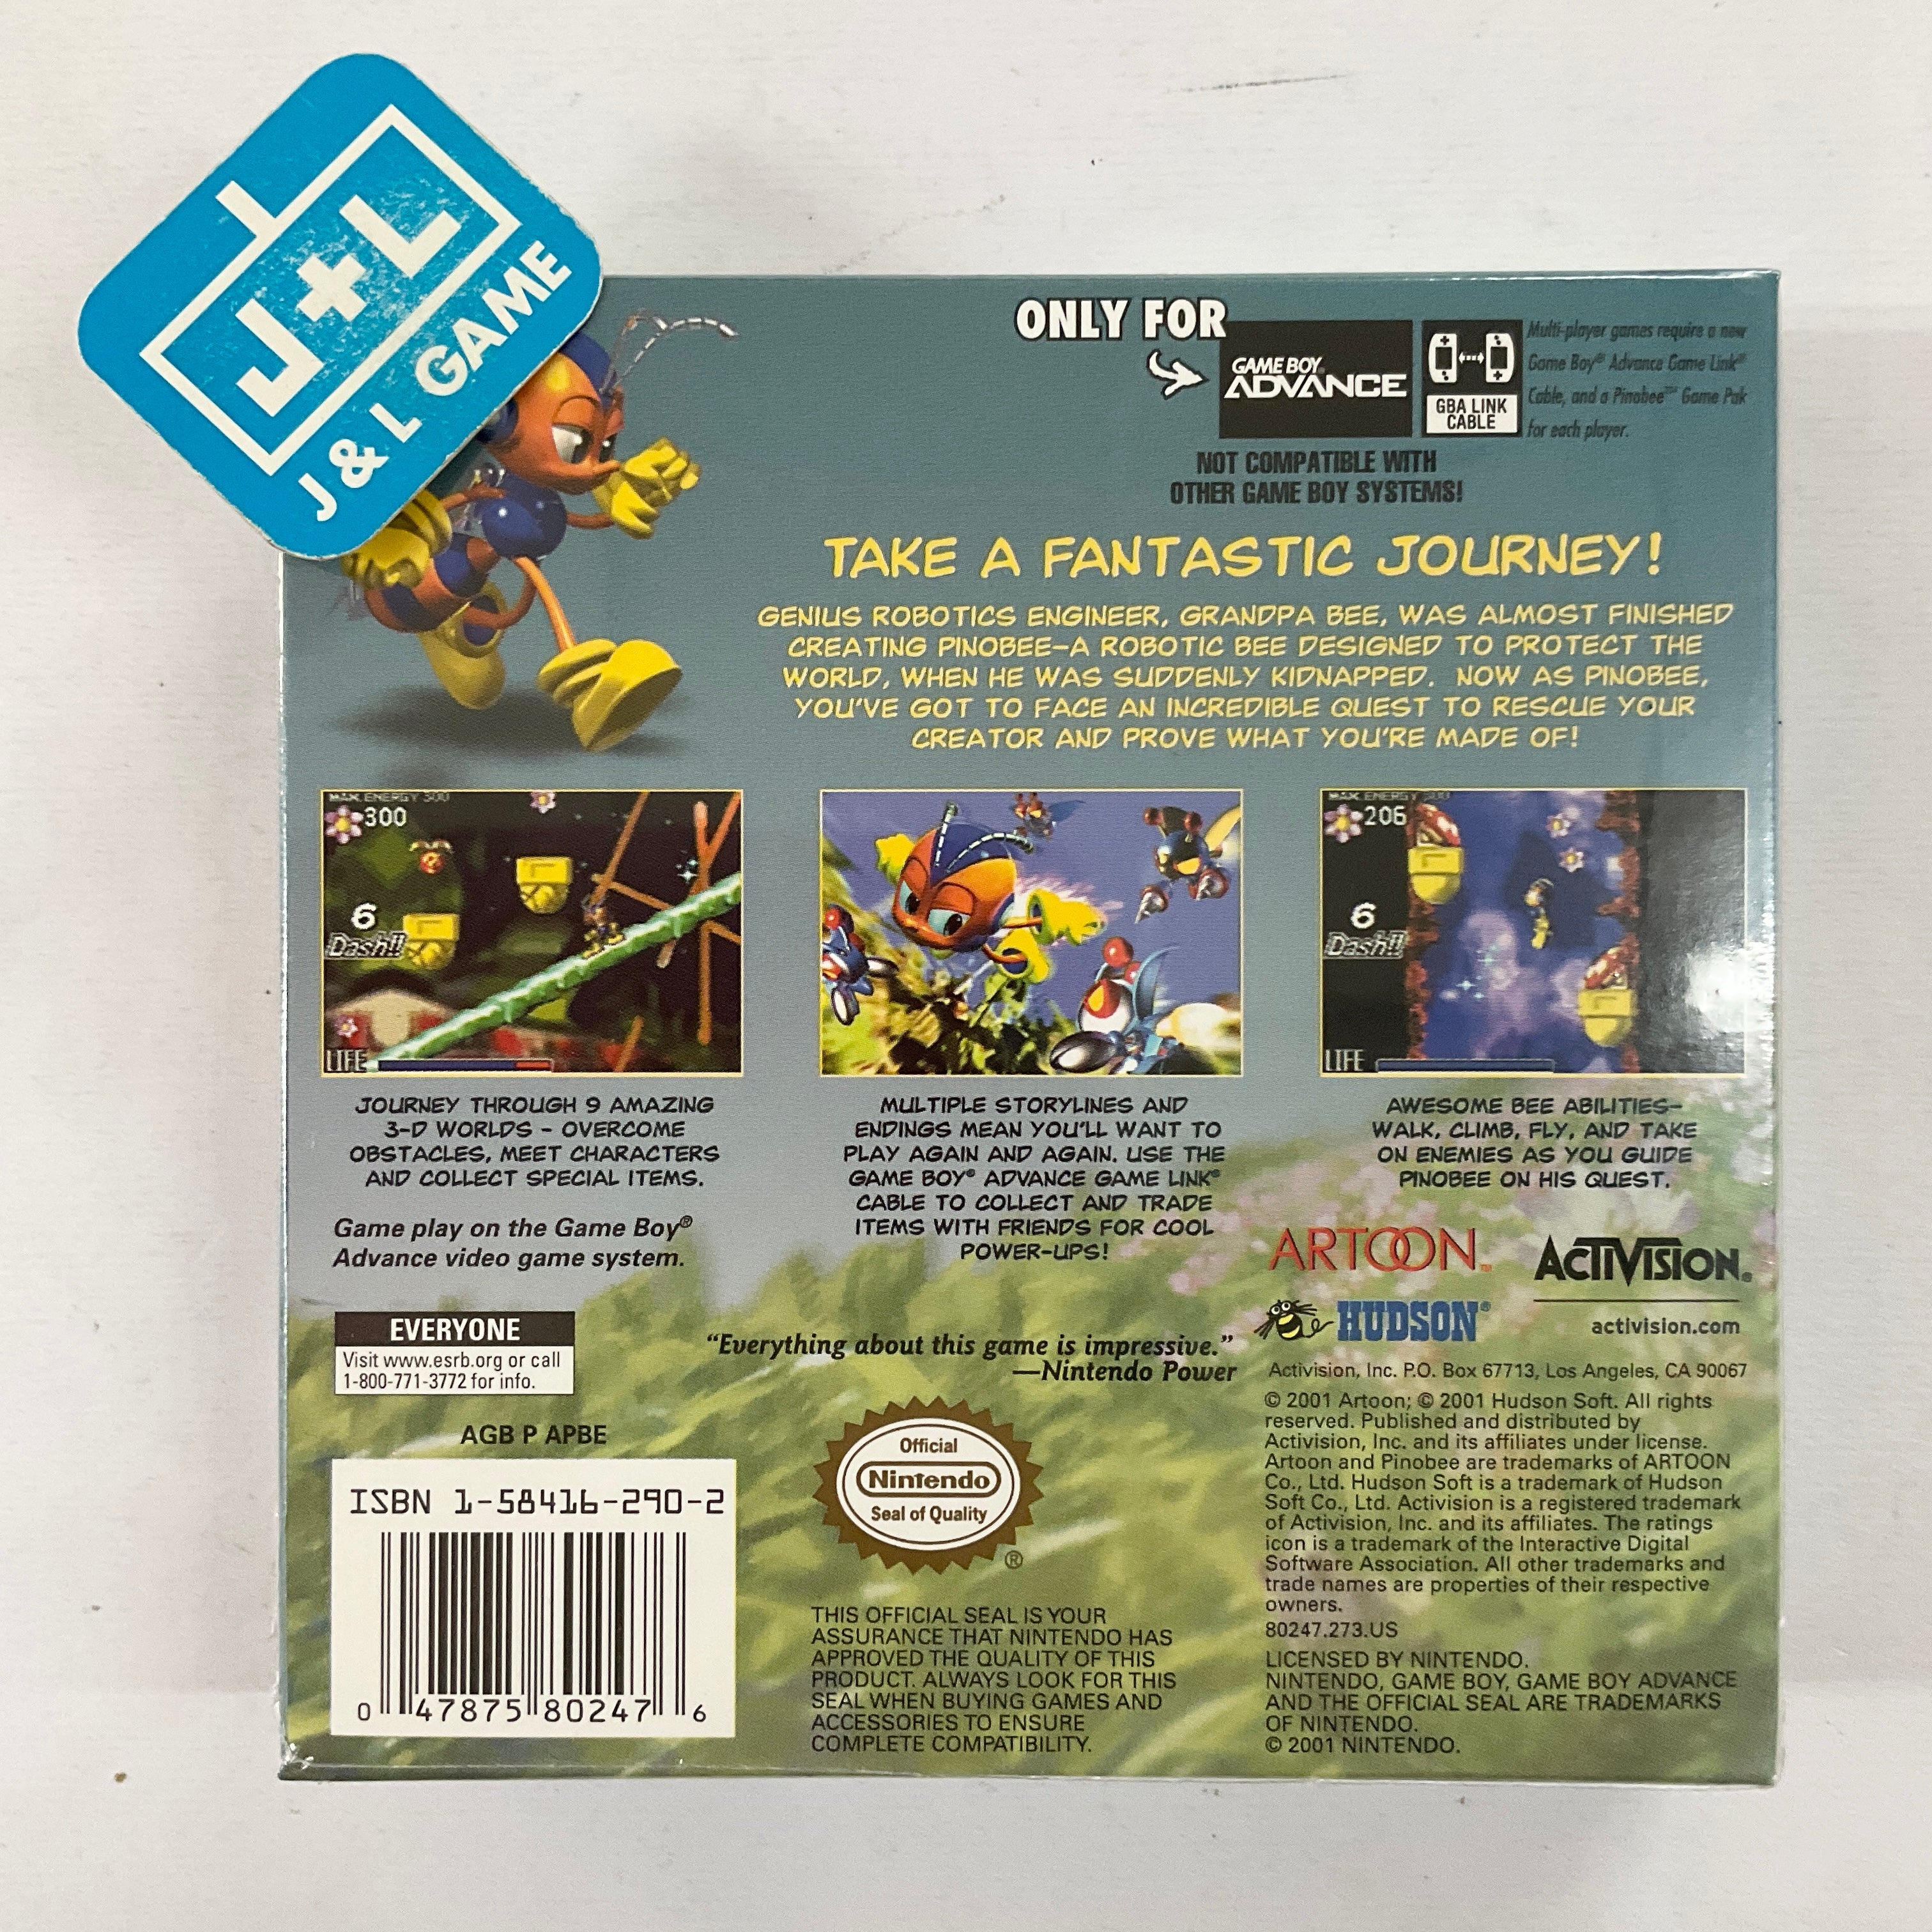 J+L
J & L GAME
ONLY FOR
GAME BOY
ADVANCE
GBA LINK
CABLE
Multi-player games require a new
Game Boy® Advance Game Link®
Cable, and a Pinobee™ Game Pak
for each player.
NOT COMPATIBLE WITH
OTHER GAME BOY SYSTEMS!
TAKE A FANTASTIC JOURNEY!
GENIUS ROBOTICS ENGINEER, GRANDPA BEE, WAS ALMOST FINISHED
CREATING PINOBEE—A ROBOTIC BEE DESIGNED TO PROTECT THE
WORLD, WHEN HE WAS SUDDENLY KIDNAPPED. NOW AS PINOBEE,
YOU'VE GOT TO FACE AN INCREDIBLE QUEST TO RESCUE YOUR
CREATOR AND PROVE WHAT YOU'RE MADE OF!
MAX.ENERGY 300
300
6
Dash!!
LIFE
MAX.ENERGY 300
206
6
Dash!!
LIFE
JOURNEY THROUGH 9 AMAZING
3-D WORLDS - OVERCOME
OBSTACLES, MEET CHARACTERS
AND COLLECT SPECIAL ITEMS.
Game play on the Game Boy®
Advance video game system.
MULTIPLE STORYLINES AND
ENDINGS MEAN YOU'LL WANT TO
PLAY AGAIN AND AGAIN. USE THE
GAME BOY® ADVANCE GAME LINK®
CABLE TO COLLECT AND TRADE
ITEMS WITH FRIENDS FOR COOL
POWER-UPS!
AWESOME BEE ABILITIES—
WALK, CLIMB, FLY, AND TAKE
ON ENEMIES AS YOU GUIDE
PINOBEE ON HIS QUEST.
ARTOON™
ACTIVISION®
HUDSON®
activision.com
EVERYONE
Visit www.esrb.org or call
1-800-771-3772 for info.
"Everything about this game is impressive."
—Nintendo Power
AGB P APBE
ISBN 1-58416-290-2
0 47875 80247 6
Official
Nintendo
Seal of Quality
®
THIS OFFICIAL SEAL IS YOUR
ASSURANCE THAT NINTENDO HAS
APPROVED THE QUALITY OF THIS
PRODUCT. ALWAYS LOOK FOR THIS
SEAL WHEN BUYING GAMES AND
ACCESSORIES TO ENSURE
COMPLETE COMPATIBILITY.
Activision, Inc. P.O. Box 67713, Los Angeles, CA 90067
© 2001 Artoon; © 2001 Hudson Soft. All rights
reserved. Published and distributed by
Activision, Inc. and its affiliates under license.
Artoon and Pinobee are trademarks of ARTOON
Co., Ltd. Hudson Soft is a trademark of Hudson
Soft Co., Ltd. Activision is a registered trademark
of Activision, Inc. and its affiliates. The ratings
icon is a trademark of the Interactive Digital
Software Association. All other trademarks and
trade names are properties of their respective
owners.
80247.273.US
LICENSED BY NINTENDO.
NINTENDO, GAME BOY, GAME BOY ADVANCE
AND THE OFFICIAL SEAL ARE TRADEMARKS
OF NINTENDO.
© 2001 NINTENDO.